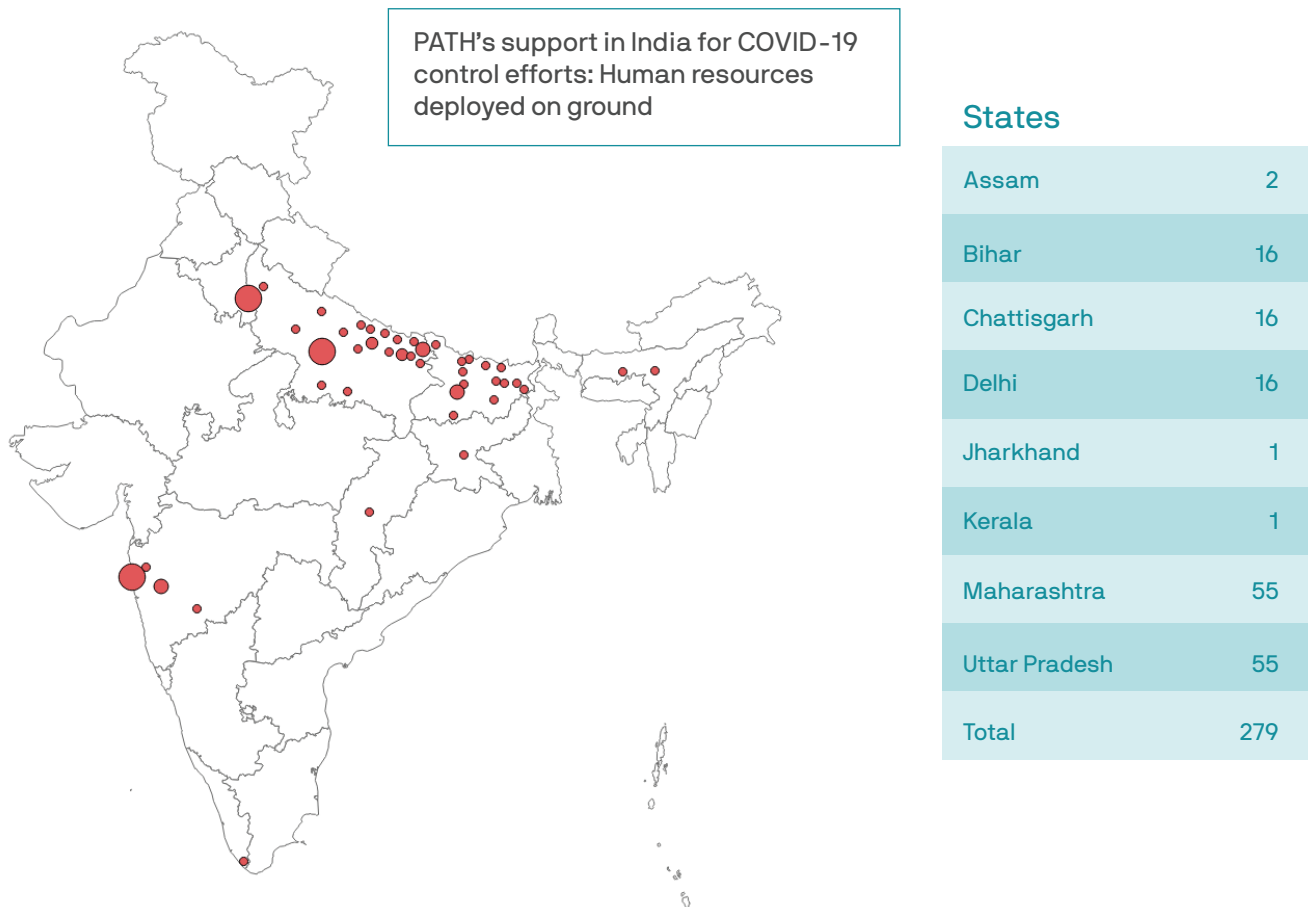 PATH's support in India for COVID-19
control efforts: Human resources
deployed on ground
States
Assam 2
Bihar 16
Chattisgarh 16
Delhi 16
Jharkhand 1
Kerala 1
Maharashtra 55
Uttar Pradesh 55
Total 279